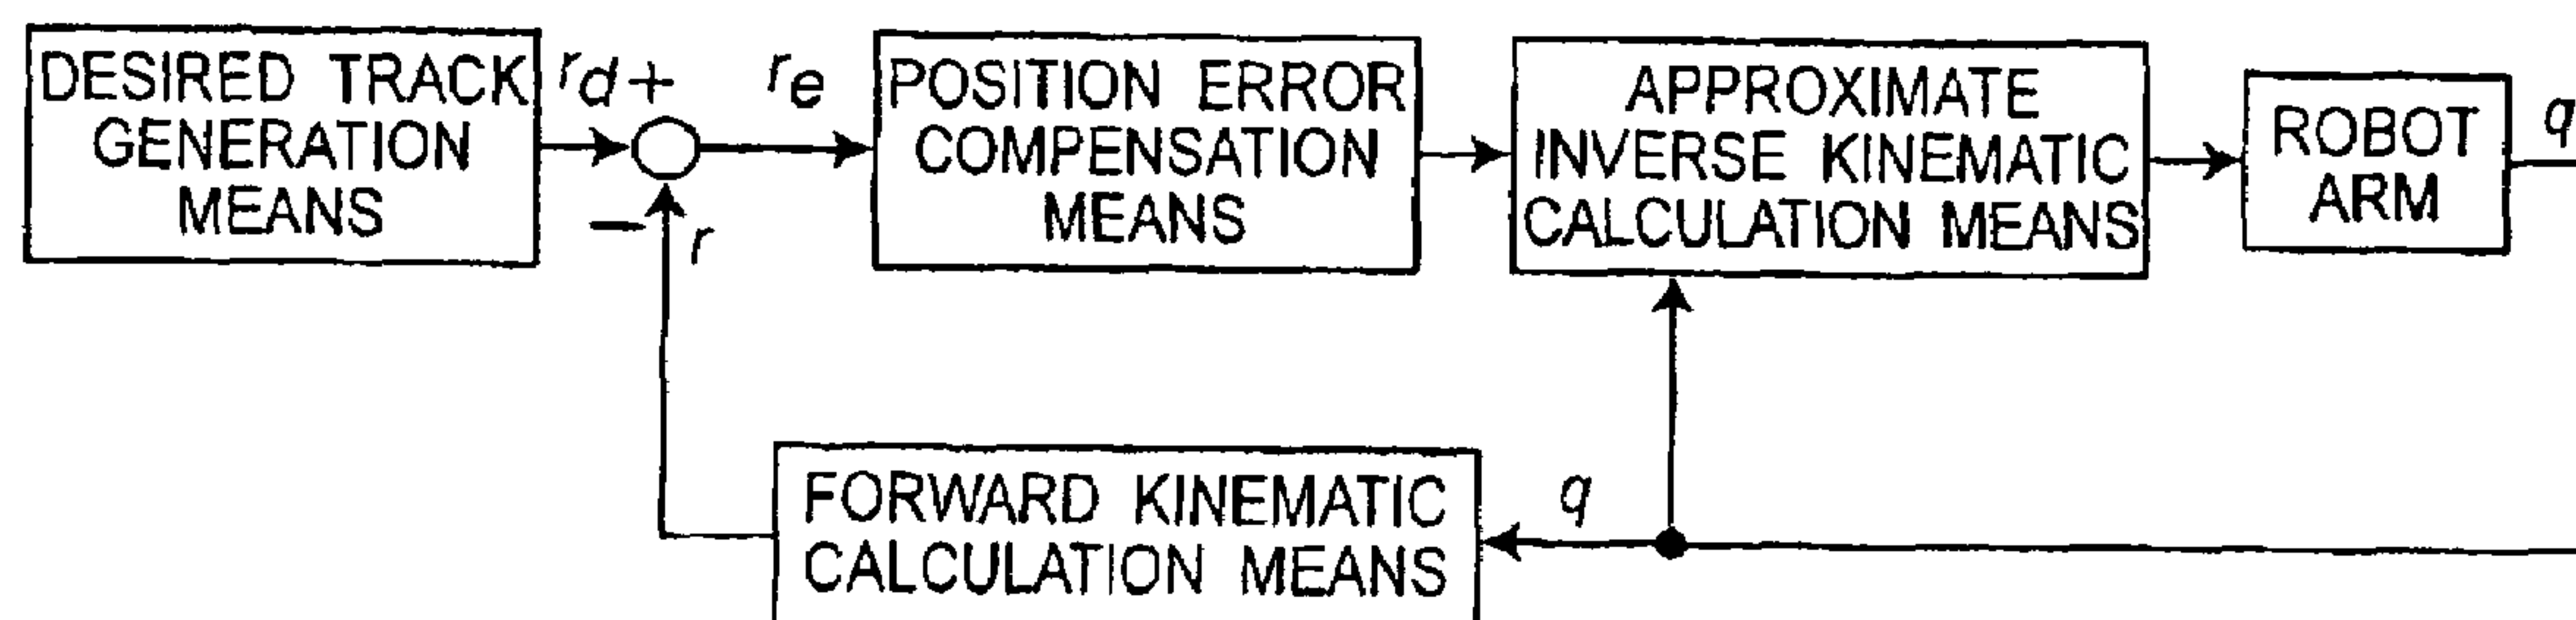 DESIRED TRACK
GENERATION
MEANS
rd +
re
POSITION ERROR
COMPENSATION
MEANS
APPROXIMATE
INVERSE KINEMATIC
CALCULATION MEANS
ROBOT
ARM
q
− r
FORWARD KINEMATIC
CALCULATION MEANS
q